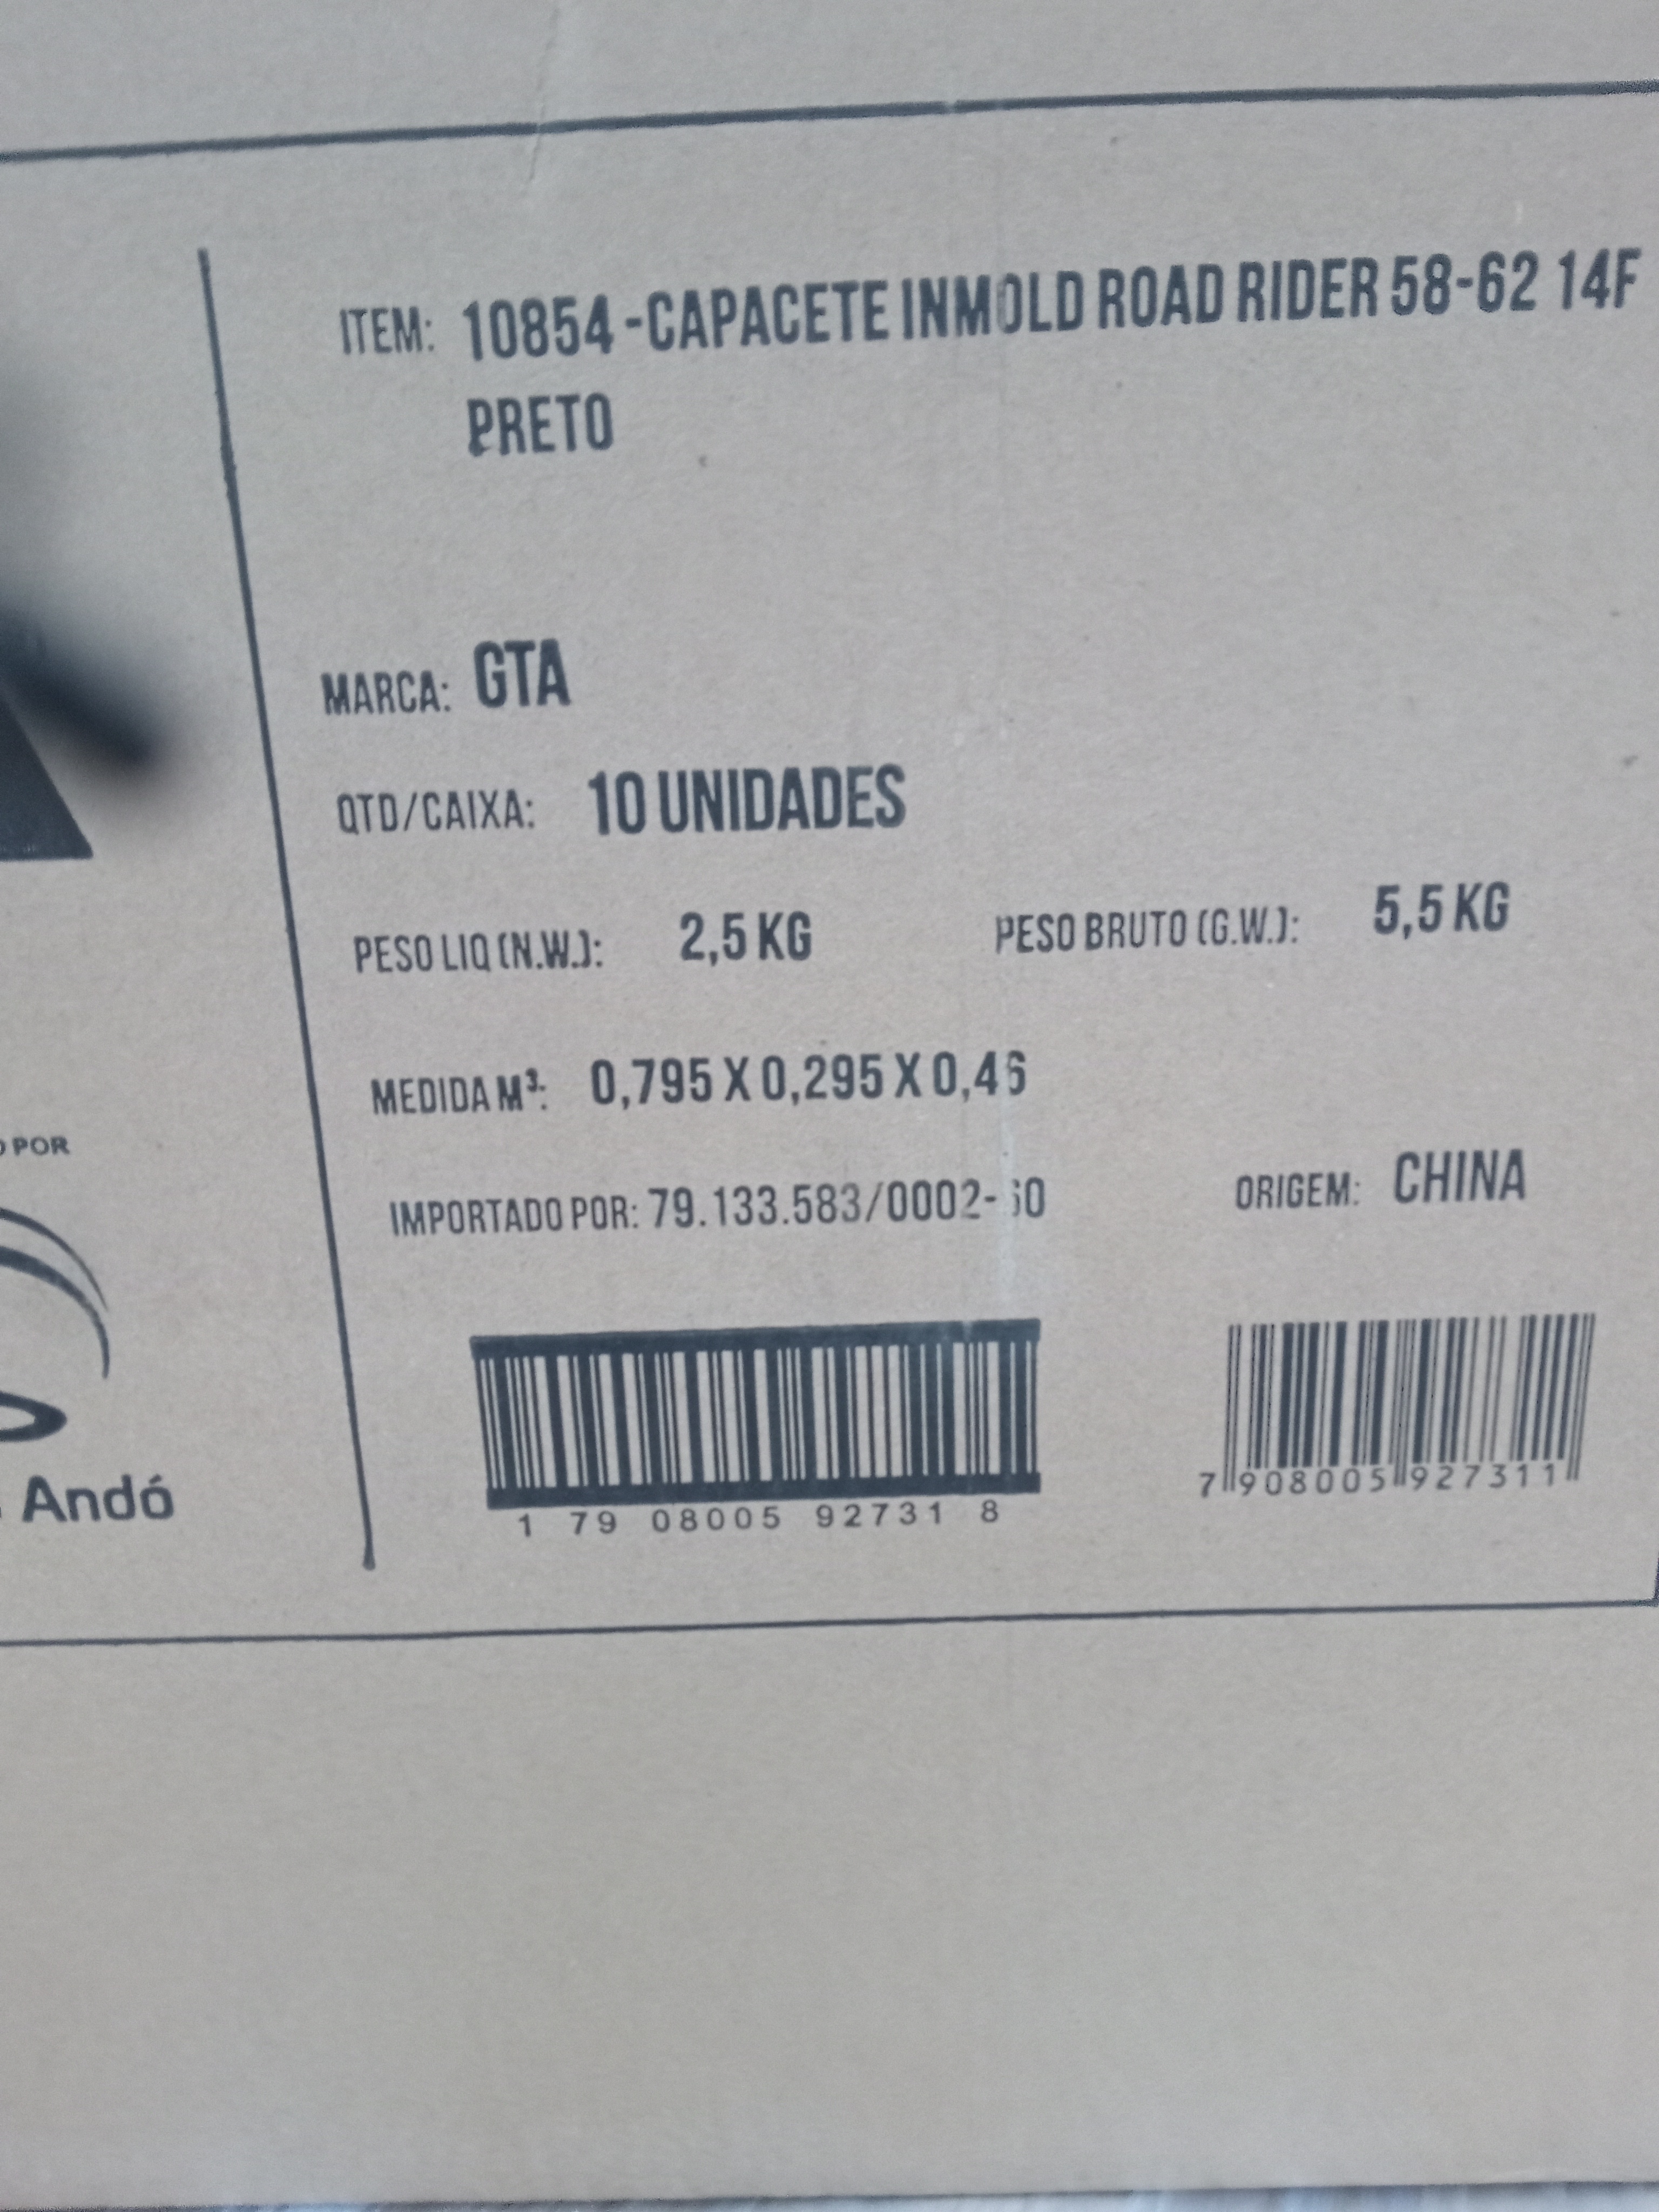 ITEM: 10854 -CAPACETE INMOLD ROAD RIDER 58-62 14F
PRETO
MARCA: GTA
QTD/CAIXA: 10 UNIDADES
PESO LIQ (N.W.): 2,5 KG PESO BRUTO (G.W.): 5,5 KG
MEDIDA M³: 0,795 X 0,295 X 0,46
IMPORTADO POR: 79.133.583/0002-60 ORIGEM: CHINA
1 79 08005 92731 8 7 908005 927311
POR
Andó